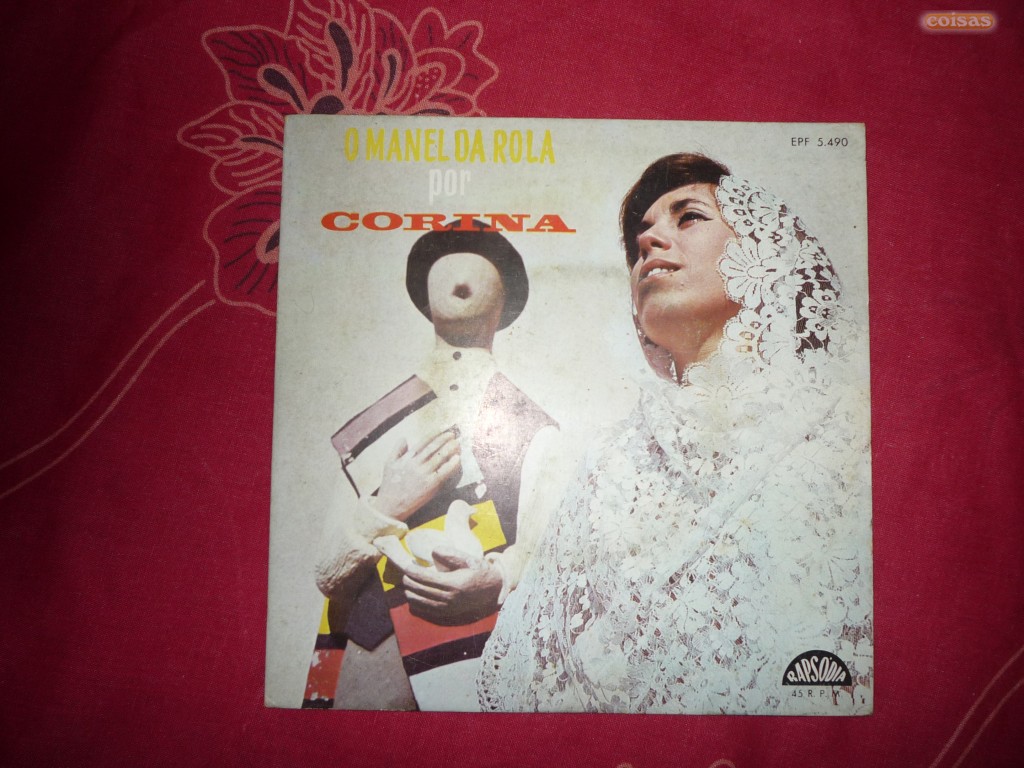 coisas
EPF 5.490
O MANEL DA ROLA
por
CORINA
RAPSÓDIA
45 R.P.M